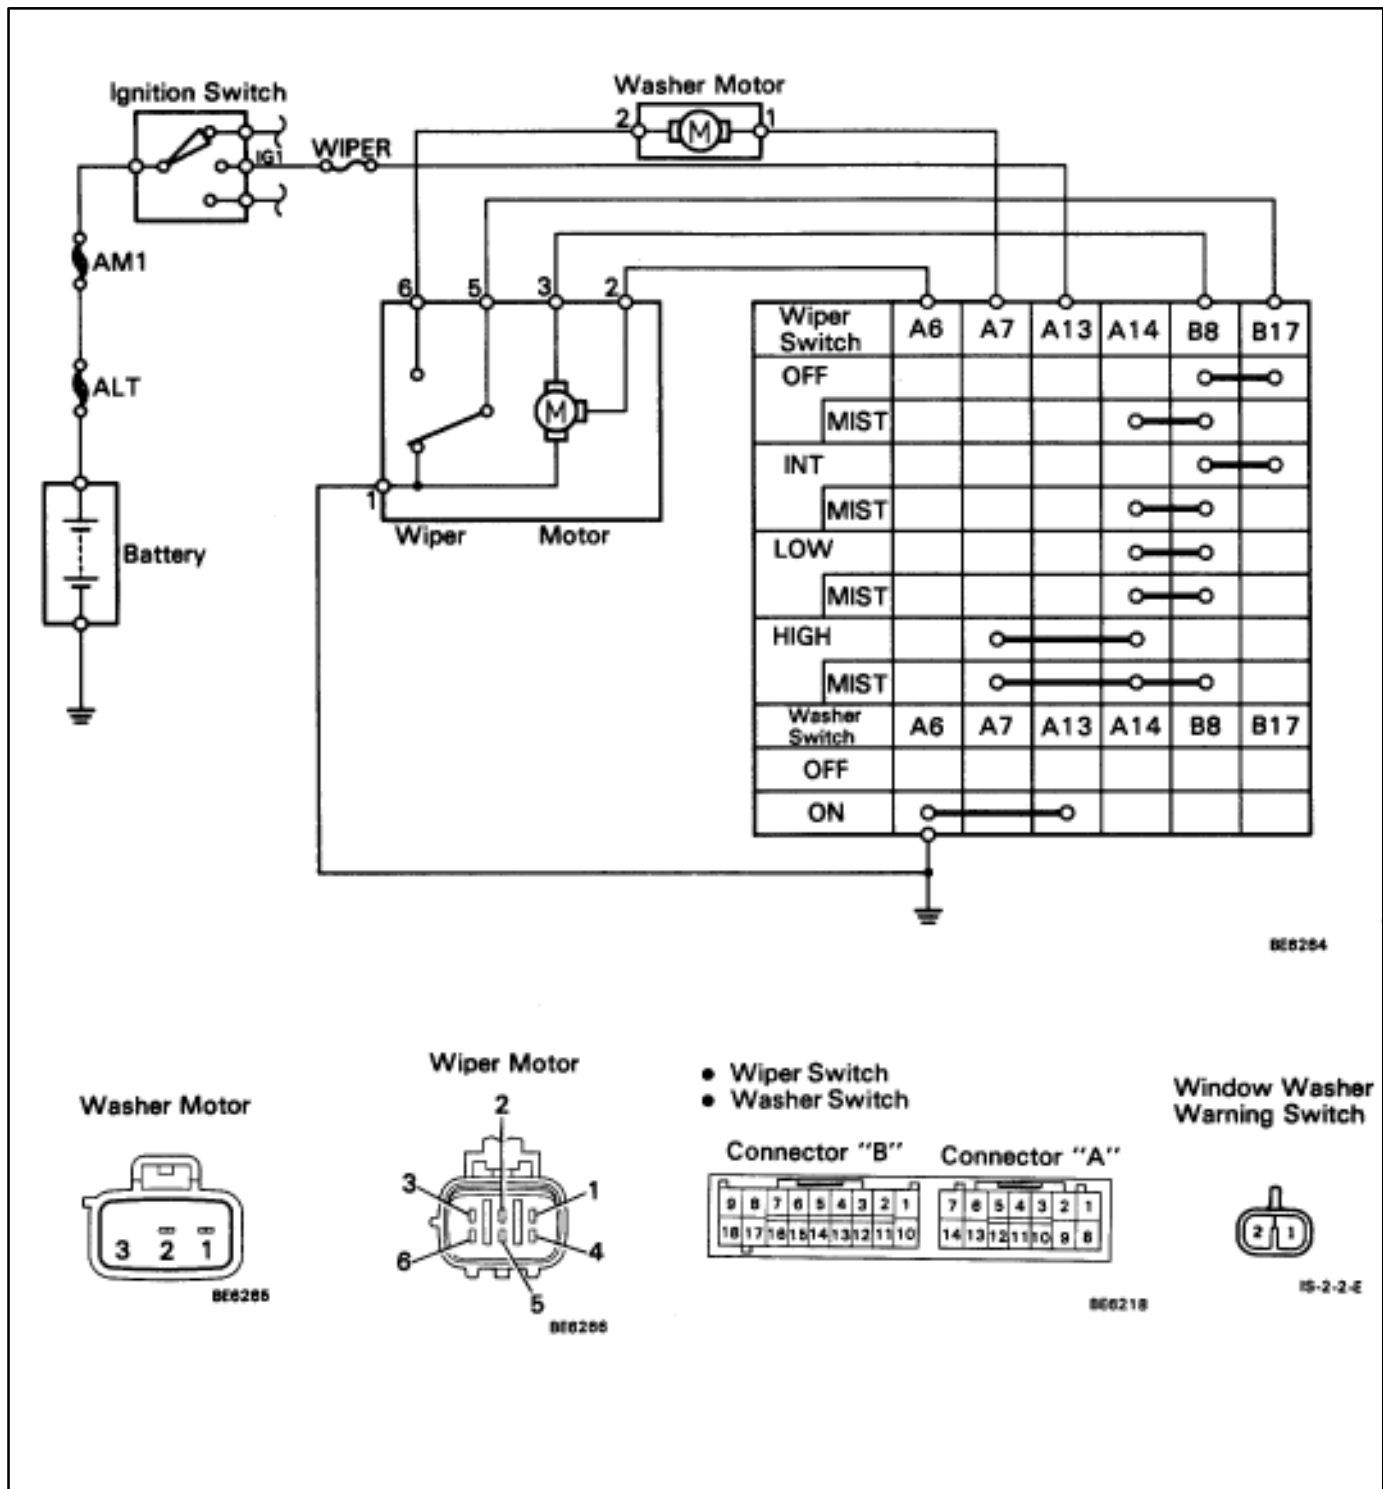 Ignition Switch
Washer Motor
2 M 1
IG1 WIPER
AM1
ALT
Battery
6 5 3 2
M
1
Wiper Motor
Wiper Switch A6 A7 A13 A14 B8 B17
OFF
MIST
INT
MIST
LOW
MIST
HIGH
MIST
Washer Switch A6 A7 A13 A14 B8 B17
OFF
ON
BE6264
Washer Motor
3 2 1
BE6265
Wiper Motor
2
3 1
6 4
5
BE6266
• Wiper Switch
• Washer Switch
Connector "B" Connector "A"
9 8 7 6 5 4 3 2 1 7 6 5 4 3 2 1
18 17 16 15 14 13 12 11 10 14 13 12 11 10 9 8
BE6218
Window Washer
Warning Switch
2 1
IS-2-2-E